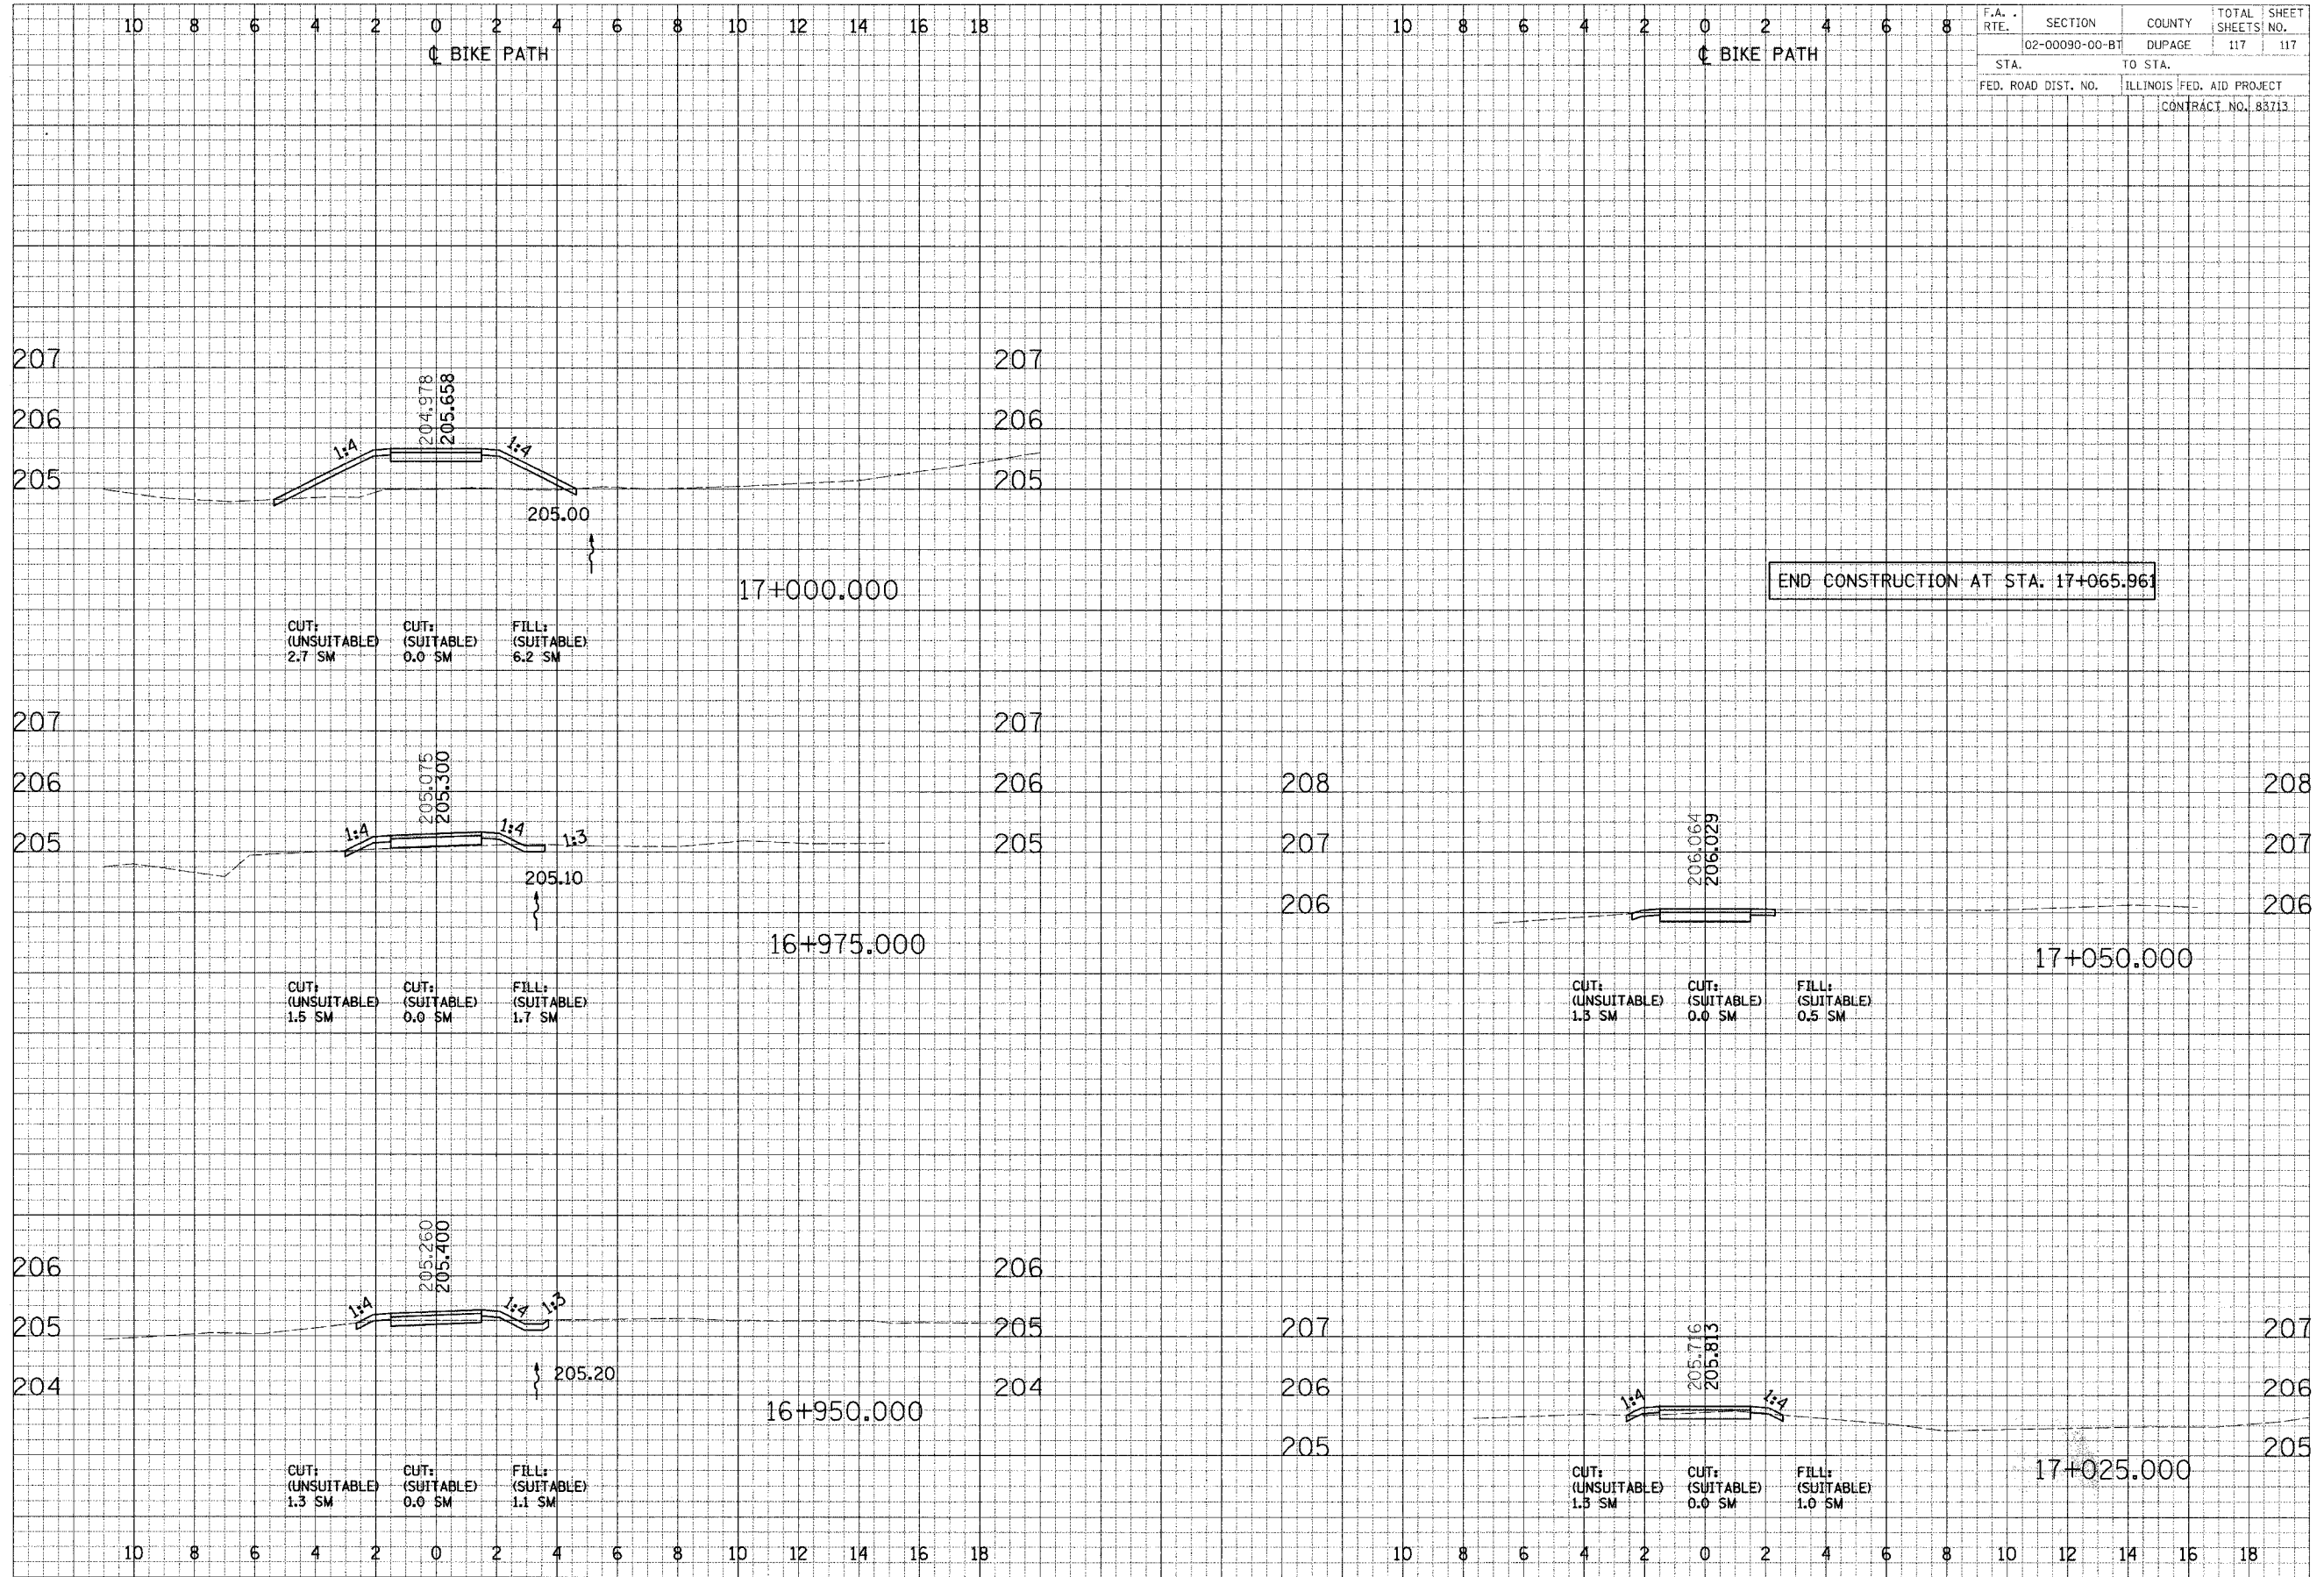 10 8 6 4 2 0 2 4 6 8 10 12 14 16 18
℄ BIKE PATH
207 207
204.978
205.658
206 206
1:4 1:4
205 205
205.00
17+000.000
CUT: CUT: FILL:
(UNSUITABLE) (SUITABLE) (SUITABLE)
2.7 SM 0.0 SM 6.2 SM
207 207
205.075
205.300
206 206
1:4 1:4 1:3
205 205
205.10
16+975.000
CUT: CUT: FILL:
(UNSUITABLE) (SUITABLE) (SUITABLE)
1.5 SM 0.0 SM 1.7 SM
205.260
205.400
206 206
1:4 1:4 1:3
205 205
205.20
204 204
16+950.000
CUT: CUT: FILL:
(UNSUITABLE) (SUITABLE) (SUITABLE)
1.3 SM 0.0 SM 1.1 SM
10 8 6 4 2 0 2 4 6 8 10 12 14 16 18
10 8 6 4 2 0 2 4 6 8
℄ BIKE PATH
F.A. RTE. SECTION COUNTY TOTAL SHEETS SHEET NO.
02-00090-00-BT DUPAGE 117 117
STA. TO STA.
FED. ROAD DIST. NO. ILLINOIS FED. AID PROJECT
CONTRACT NO. 83713
END CONSTRUCTION AT STA. 17+065.961
208 208
206.064
206.029
207 207
206 206
17+050.000
CUT: CUT: FILL:
(UNSUITABLE) (SUITABLE) (SUITABLE)
1.3 SM 0.0 SM 0.5 SM
207 207
205.716
205.813
206 206
1:4 1:4
205 205
17+025.000
CUT: CUT: FILL:
(UNSUITABLE) (SUITABLE) (SUITABLE)
1.3 SM 0.0 SM 1.0 SM
10 8 6 4 2 0 2 4 6 8 10 12 14 16 18